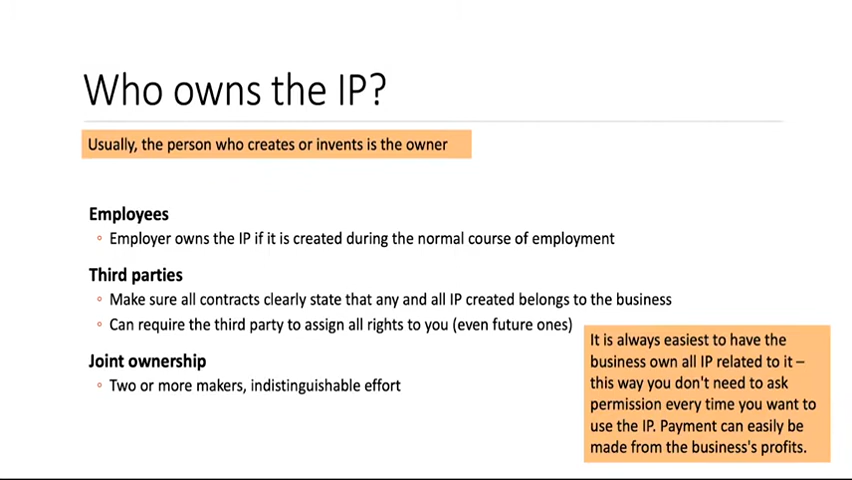 Who owns the IP?
Usually, the person who creates or invents is the owner
Employees
◦ Employer owns the IP if it is created during the normal course of employment
Third parties
◦ Make sure all contracts clearly state that any and all IP created belongs to the business
◦ Can require the third party to assign all rights to you (even future ones)
Joint ownership
◦ Two or more makers, indistinguishable effort
It is always easiest to have the
business own all IP related to it –
this way you don't need to ask
permission every time you want to
use the IP. Payment can easily be
made from the business's profits.